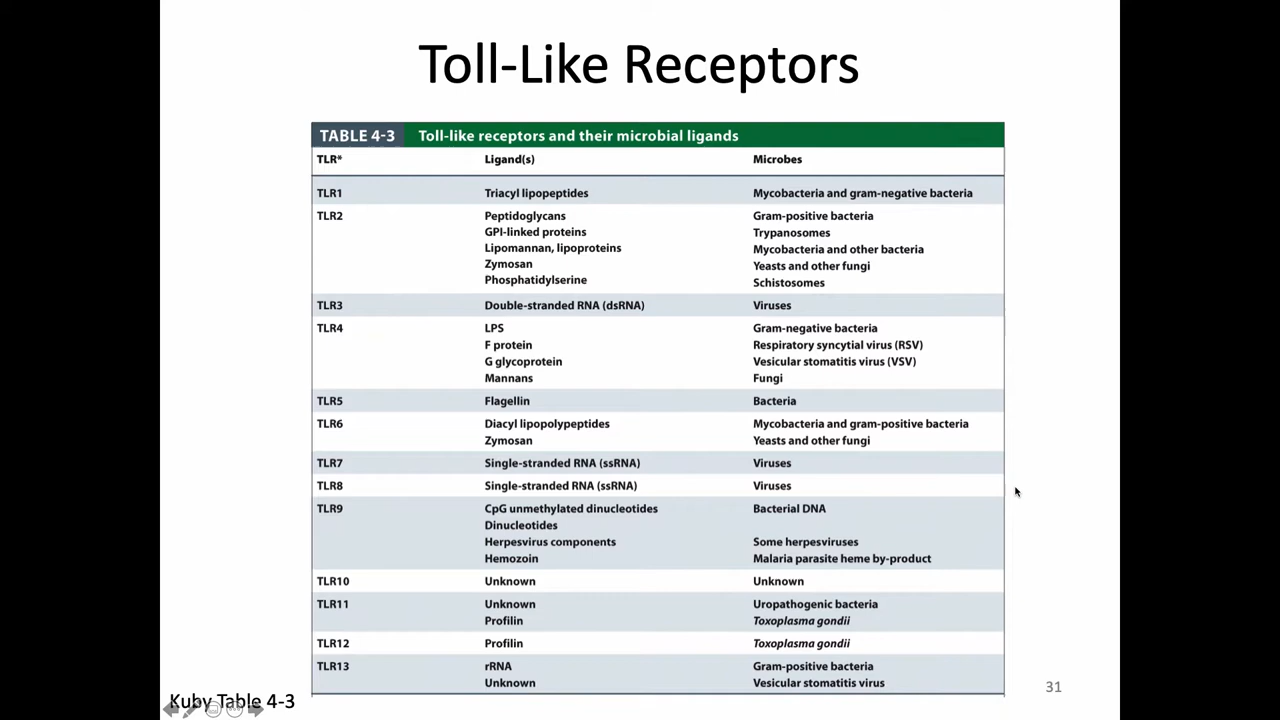 Toll-Like Receptors
TABLE 4-3 Toll-like receptors and their microbial ligands
TLR* Ligand(s) Microbes
TLR1 Triacyl lipopeptides Mycobacteria and gram-negative bacteria
TLR2 Peptidoglycans Gram-positive bacteria
GPI-linked proteins Trypanosomes
Lipomannan, lipoproteins Mycobacteria and other bacteria
Zymosan Yeasts and other fungi
Phosphatidylserine Schistosomes
TLR3 Double-stranded RNA (dsRNA) Viruses
TLR4 LPS Gram-negative bacteria
F protein Respiratory syncytial virus (RSV)
G glycoprotein Vesicular stomatitis virus (VSV)
Mannans Fungi
TLR5 Flagellin Bacteria
TLR6 Diacyl lipopolypeptides Mycobacteria and gram-positive bacteria
Zymosan Yeasts and other fungi
TLR7 Single-stranded RNA (ssRNA) Viruses
TLR8 Single-stranded RNA (ssRNA) Viruses
TLR9 CpG unmethylated dinucleotides Bacterial DNA
Dinucleotides
Herpesvirus components Some herpesviruses
Hemozoin Malaria parasite heme by-product
TLR10 Unknown Unknown
TLR11 Unknown Uropathogenic bacteria
Profilin Toxoplasma gondii
TLR12 Profilin Toxoplasma gondii
TLR13 rRNA Gram-positive bacteria
Unknown Vesicular stomatitis virus
Kuby Table 4-3
31